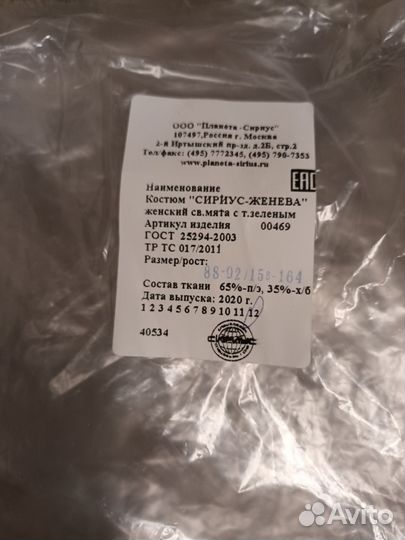 ООО "Планета -Сириус"
107497,Россия г. Москва
2-й Иртышский пр-зд, д.2Б, стр.2
Тел/факс: (495) 7772345, (495) 790-7353
www.planeta-sirius.ru
EAC
Наименование
Костюм "СИРИУС-ЖЕНЕВА"
женский св.мята с т.зеленым
Артикул изделия 00469
ГОСТ 25294-2003
ТР ТС 017/2011
Размер/рост:
88-92/158-164
Состав ткани 65%-п/э, 35%-х/б
Дата выпуска: 2020 г.
1 2 3 4 5 6 7 8 9 10 11 12
40534
Avito